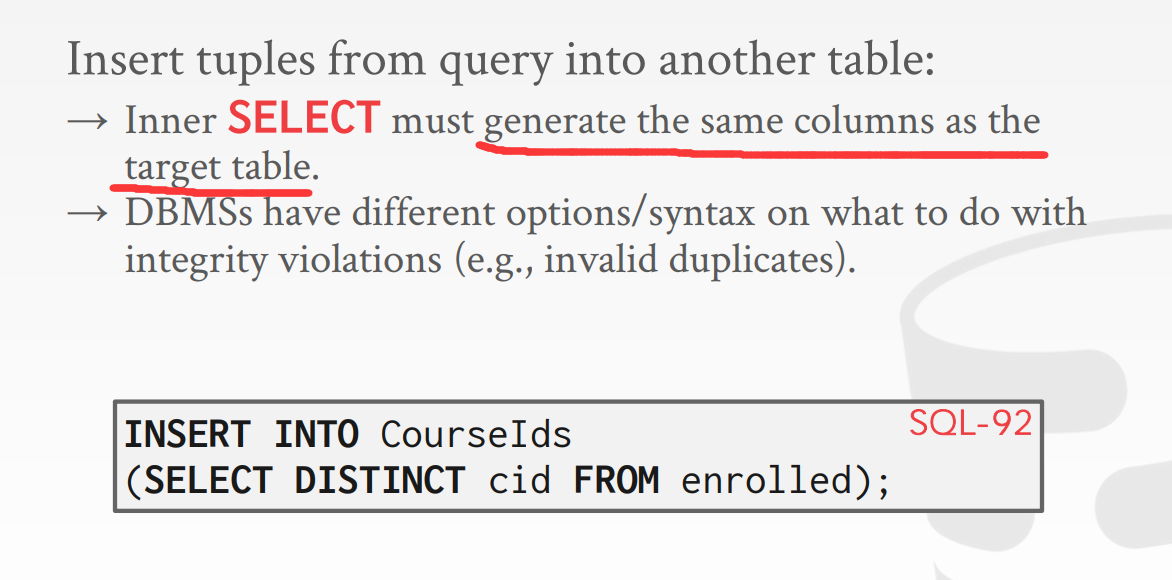 Insert tuples from query into another table:
→ Inner SELECT must generate the same columns as the
target table.
→ DBMSs have different options/syntax on what to do with
integrity violations (e.g., invalid duplicates).
SQL-92
INSERT INTO CourseIds
(SELECT DISTINCT cid FROM enrolled);